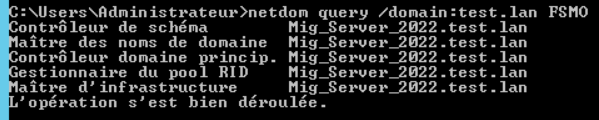 C:\Users\Administrateur>netdom query /domain:test.lan FSMO
Contrôleur de schéma Mig_Server_2022.test.lan
Maître des noms de domaine Mig_Server_2022.test.lan
Contrôleur domaine princip. Mig_Server_2022.test.lan
Gestionnaire du pool RID Mig_Server_2022.test.lan
Maître d'infrastructure Mig_Server_2022.test.lan
L'opération s'est bien déroulée.